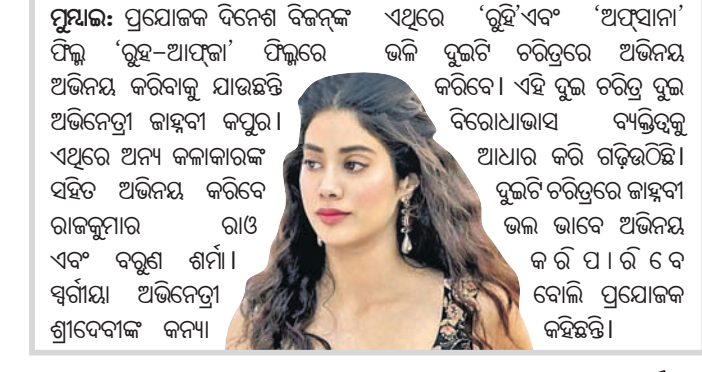 ମୁମ୍ବାଇ: ପ୍ରଯୋଜକ ଦିନେଶ ବିଜନ୍‌ଙ୍କ
ଫିଲ୍ମ ‘ରୁହ-ଆଫ୍‌ଜା’ ଫିଲ୍ମରେ
ଅଭିନୟ କରିବାକୁ ଯାଉଛନ୍ତି
ଅଭିନେତ୍ରୀ ଜାହ୍ନବୀ କପୁର।
ଏଥିରେ ଅନ୍ୟ କଳାକାରଙ୍କ
ସହିତ ଅଭିନୟ କରିବେ
ରାଜକୁମାର ରାଓ
ଏବଂ ବରୁଣ ଶର୍ମା।
ସ୍ୱର୍ଗୀୟା ଅଭିନେତ୍ରୀ
ଶ୍ରୀଦେବୀଙ୍କ କନ୍ୟା
ଏଥିରେ ‘ରୁହି’ଏବଂ ‘ଅଫ୍‌ସାନା’
ଭଳି ଦୁଇଟି ଚରିତ୍ରରେ ଅଭିନୟ
କରିବେ। ଏହି ଦୁଇ ଚରିତ୍ର ଦୁଇ
ବିରୋଧାଭାସ ବ୍ୟକ୍ତିତ୍ୱକୁ
ଆଧାର କରି ଗଢ଼ିଉଠିଛି।
ଦୁଇଟି ଚରିତ୍ରରେ ଜାହ୍ନବୀ
ଭଲ ଭାବେ ଅଭିନୟ
କରିପାରିବେ
ବୋଲି ପ୍ରଯୋଜକ
କହିଛନ୍ତି।